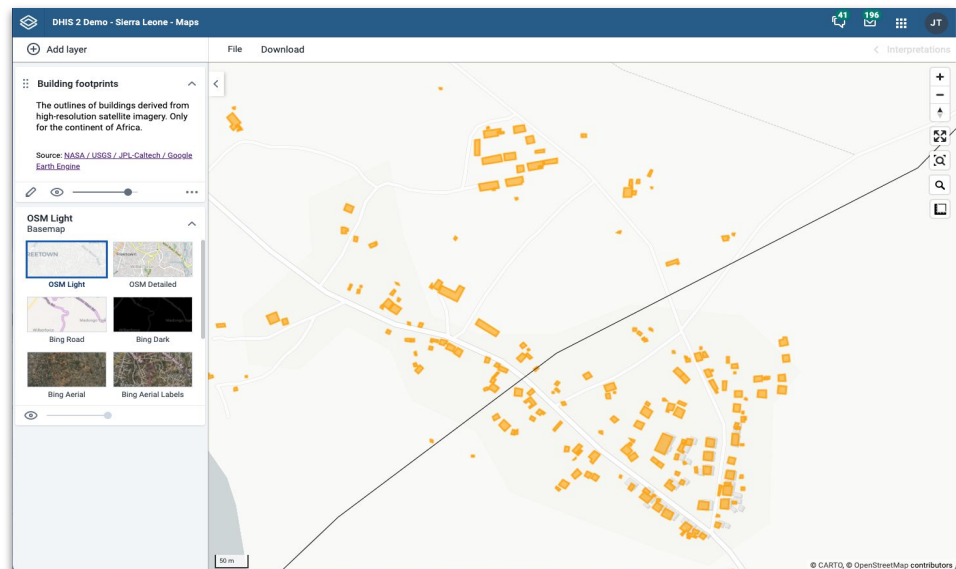 DHIS 2 Demo - Sierra Leone - Maps
41
196
JT
Add layer
File
Download
Interpretations
Building footprints
The outlines of buildings derived from
high-resolution satellite imagery. Only
for the continent of Africa.
Source: NASA / USGS / JPL-Caltech / Google
Earth Engine
OSM Light
Basemap
REETOWN
OSM Light
OSM Detailed
Bing Road
Bing Dark
Bing Aerial
Bing Aerial Labels
50 m
© CARTO, © OpenStreetMap contributors